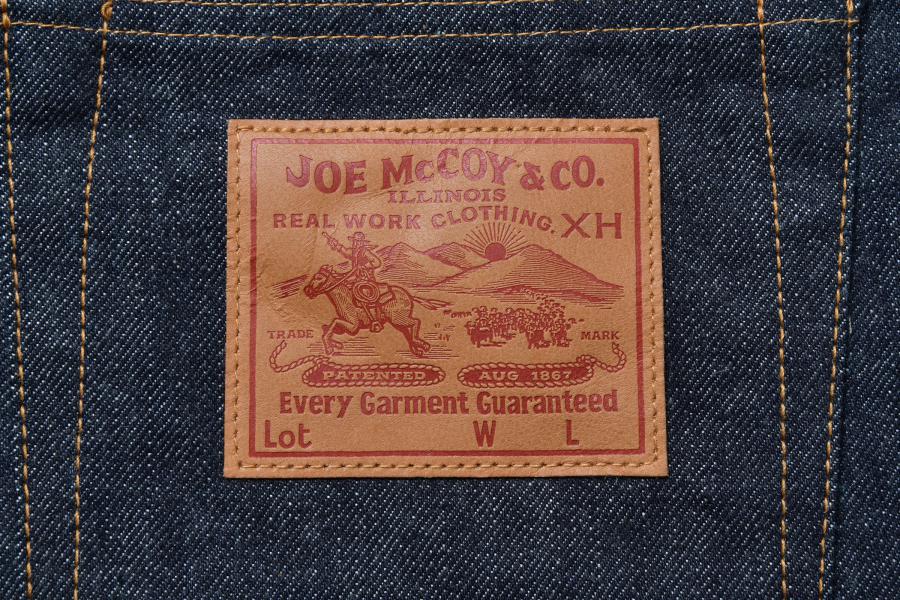 JOE McCOY & CO.
ILLINOIS
REAL WORK CLOTHING. XH
TRADE MARK
PATENTED AUG. 1867
Every Garment Guaranteed
Lot W L